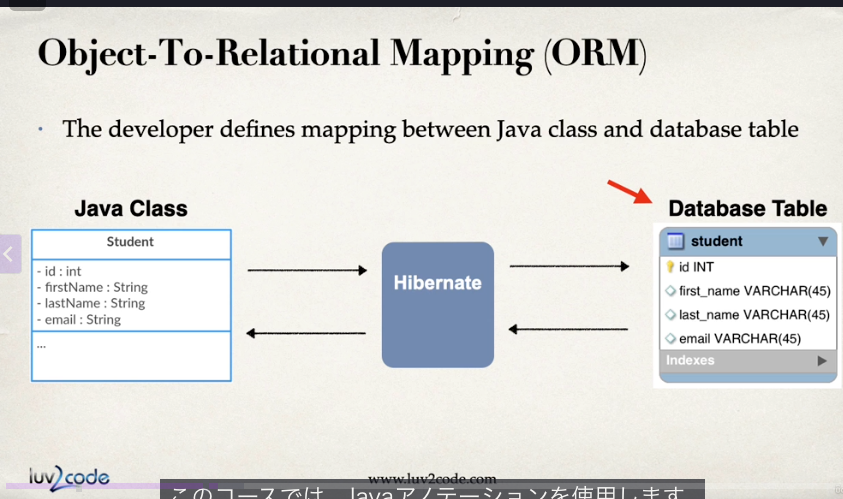 Object-To-Relational Mapping (ORM)
• The developer defines mapping between Java class and database table
Java Class
Student
- id : int
- firstName : String
- lastName : String
- email : String
...
Hibernate
Database Table
student
id INT
first_name VARCHAR(45)
last_name VARCHAR(45)
email VARCHAR(45)
Indexes
luv2code
www.luv2code.com
このコースでは、Javaアノテーションを使用します